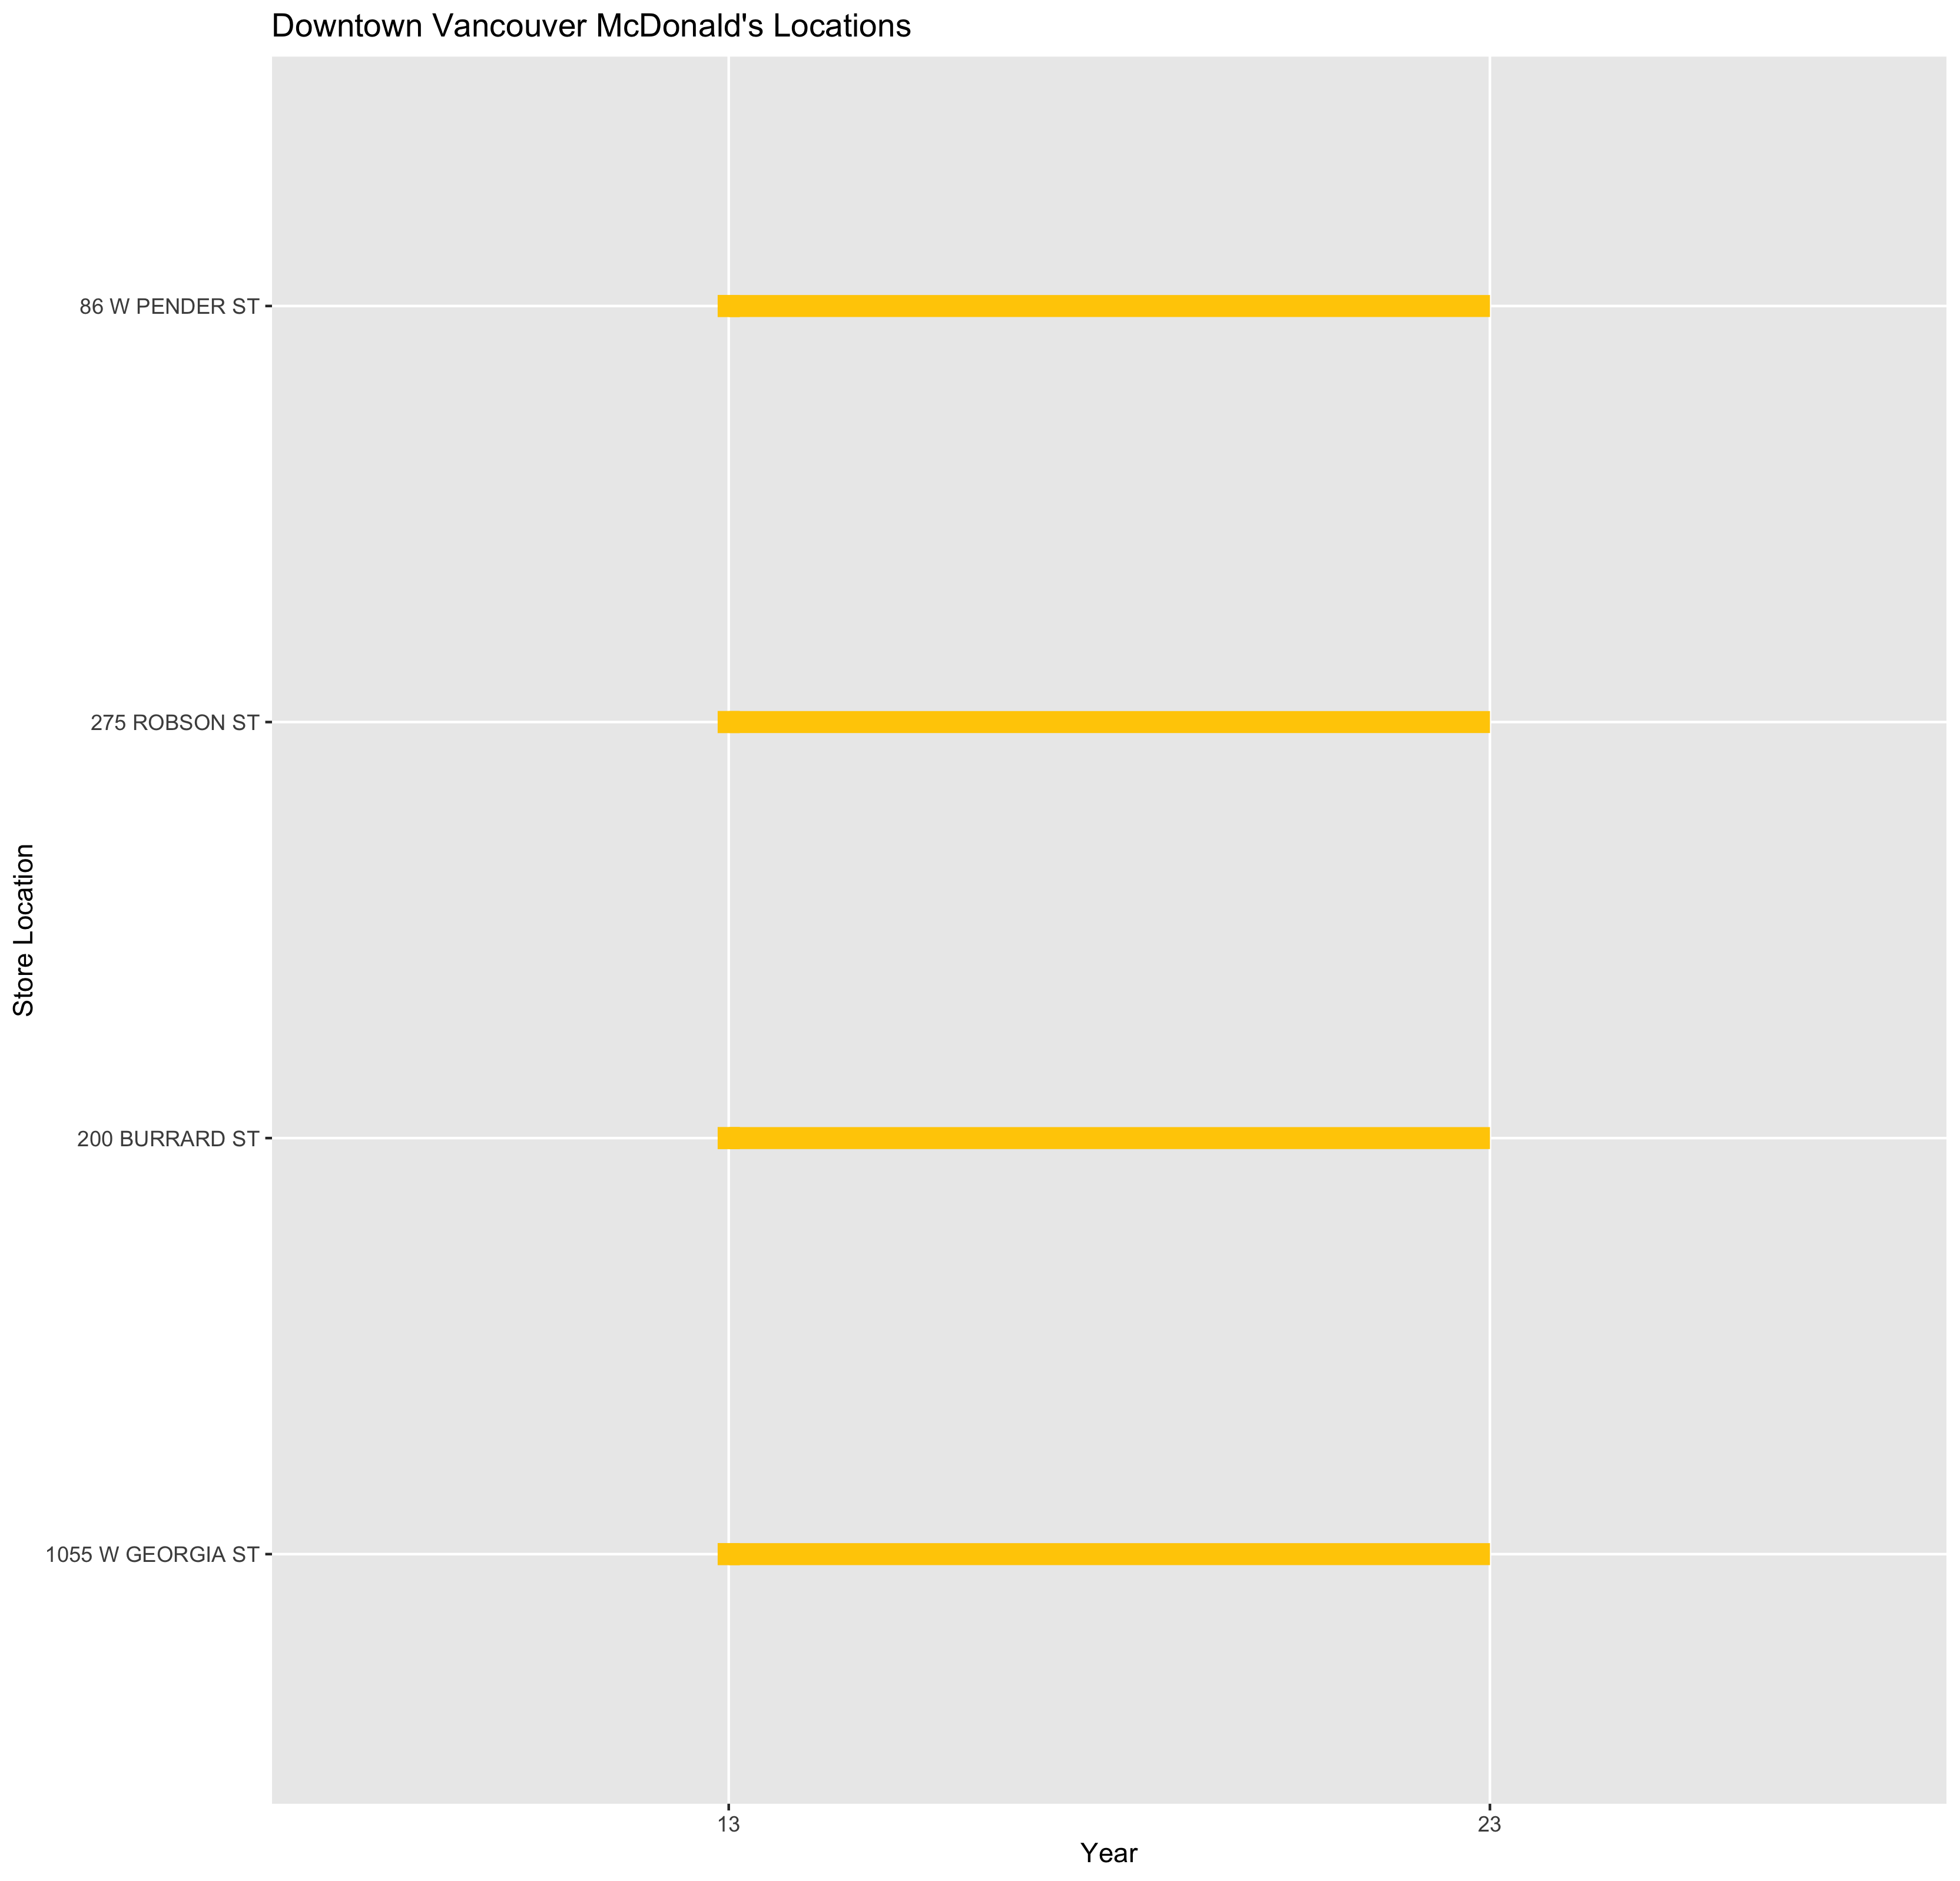 Downtown Vancouver McDonald's Locations
86 W PENDER ST
275 ROBSON ST
Store Location
200 BURRARD ST
1055 W GEORGIA ST
13 23
Year